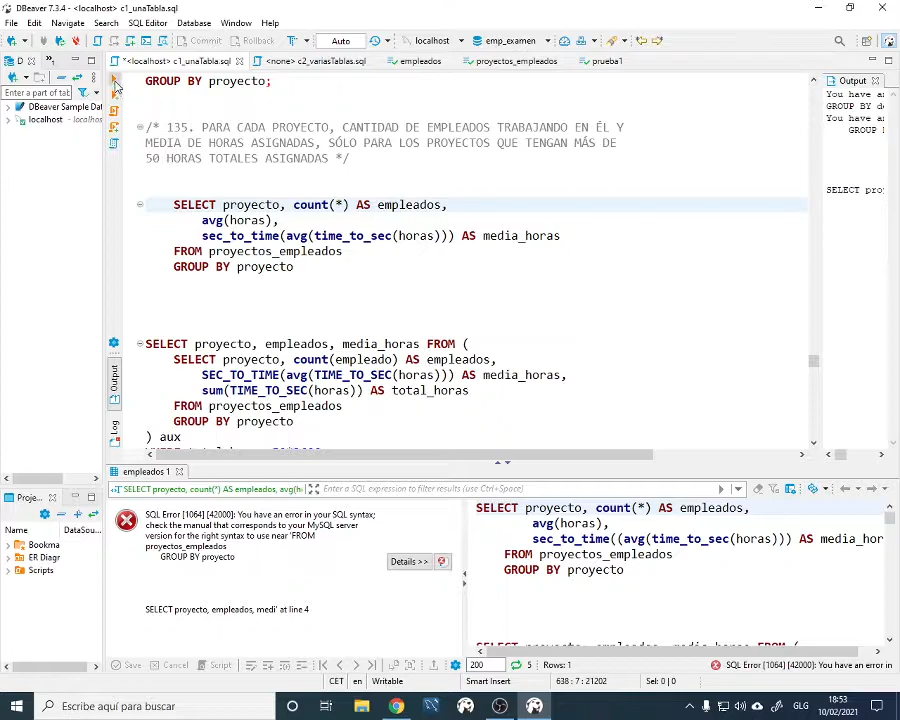 DBeaver 7.3.4 - <localhost> c1_unaTabla.sql
File Edit Navigate Search SQL Editor Database Window Help
Commit Rollback Auto localhost emp_examen
D *<localhost> c1_unaTabla.sql <none> c2_variasTablas.sql empleados proyectos_empleados prueba1 Output
Enter a part of tab
DBeaver Sample Dat
localhost - localhos
GROUP BY proyecto;
/* 135. PARA CADA PROYECTO, CANTIDAD DE EMPLEADOS TRABAJANDO EN ÉL Y
MEDIA DE HORAS ASIGNADAS, SÓLO PARA LOS PROYECTOS QUE TENGAN MÁS DE
50 HORAS TOTALES ASIGNADAS */
SELECT proyecto, count(*) AS empleados,
avg(horas),
sec_to_time(avg(time_to_sec(horas))) AS media_horas
FROM proyectos_empleados
GROUP BY proyecto
SELECT proyecto, empleados, media_horas FROM (
SELECT proyecto, count(empleado) AS empleados,
SEC_TO_TIME(avg(TIME_TO_SEC(horas))) AS media_horas,
sum(TIME_TO_SEC(horas)) AS total_horas
FROM proyectos_empleados
GROUP BY proyecto
) aux
Output
Log
You have an
GROUP BY de
You have an
GROUP B
SELECT proy
Proje...
Name DataSou
Bookma
ER Diagr
Scripts
empleados 1
SELECT proyecto, count(*) AS empleados, avg(h Enter a SQL expression to filter results (use Ctrl+Space)
SQL Error [1064] [42000]: You have an error in your SQL syntax;
check the manual that corresponds to your MySQL server
version for the right syntax to use near 'FROM
proyectos_empleados
GROUP BY proyecto
SELECT proyecto, empleados, medi' at line 4
Details >>
SELECT proyecto, count(*) AS empleados,
avg(horas),
sec_to_time((avg(time_to_sec(horas))) AS media_hor
FROM proyectos_empleados
GROUP BY proyecto
SELECT proyecto, empleados, media_horas FROM (
Save Cancel Script 200 5 Rows: 1 SQL Error [1064] [42000]: You have an error in
CET en Writable Smart Insert 638 : 7 : 21202 Sel: 0 | 0
Escribe aquí para buscar GLG 18:53
10/02/2021